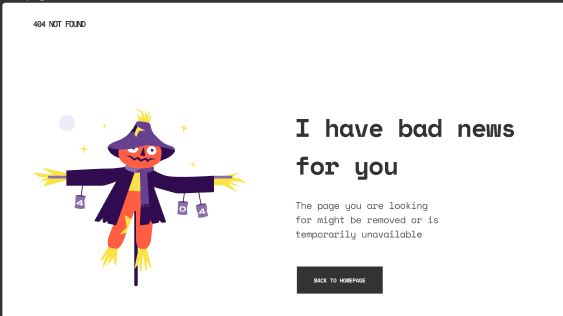 404 NOT FOUND
I have bad news
for you
4
0
4
The page you are looking
for might be removed or is
temporarily unavailable
BACK TO HOMEPAGE